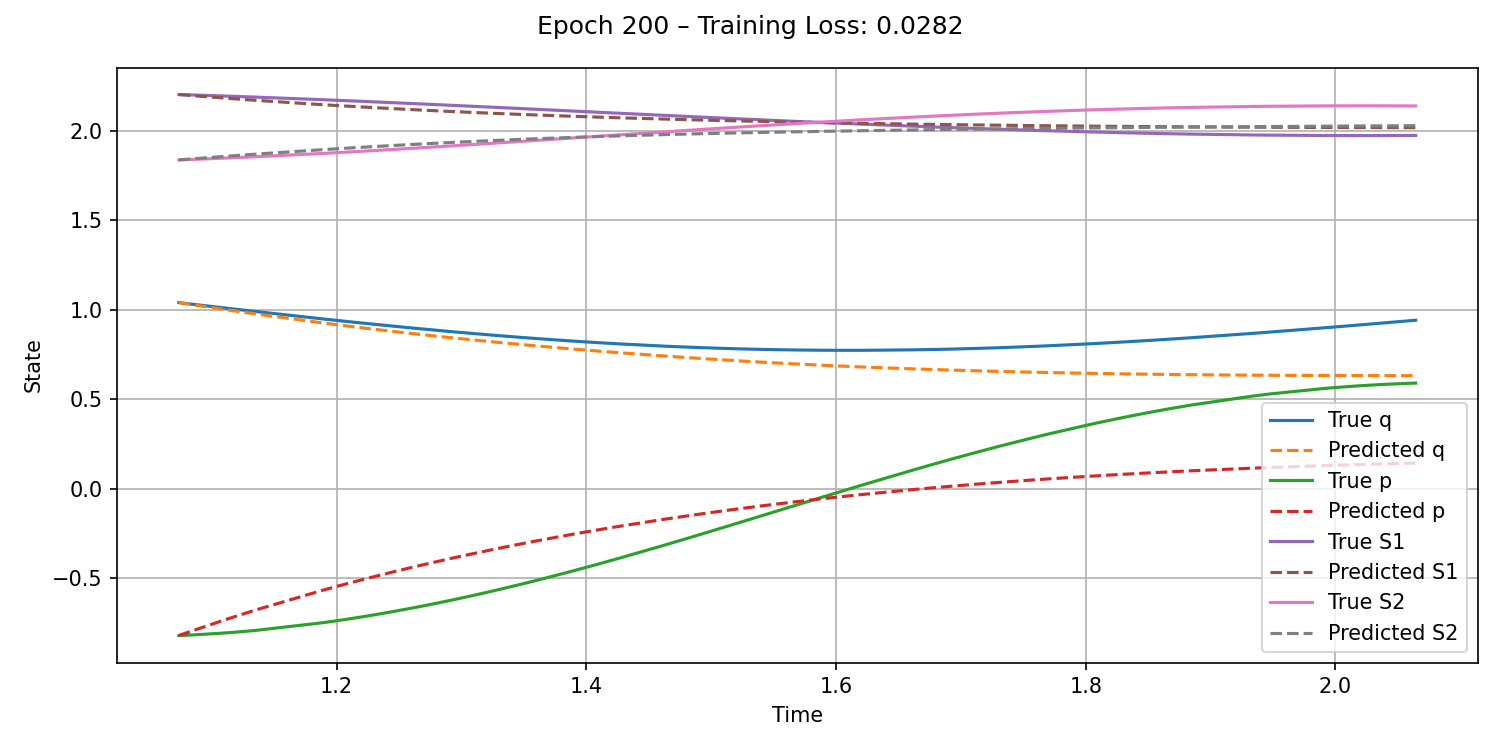 Epoch 200 – Training Loss: 0.0282
State
2.0
1.5
1.0
0.5
0.0
−0.5
1.2 1.4 1.6 1.8 2.0
Time
True q
Predicted q
True p
Predicted p
True S1
Predicted S1
True S2
Predicted S2